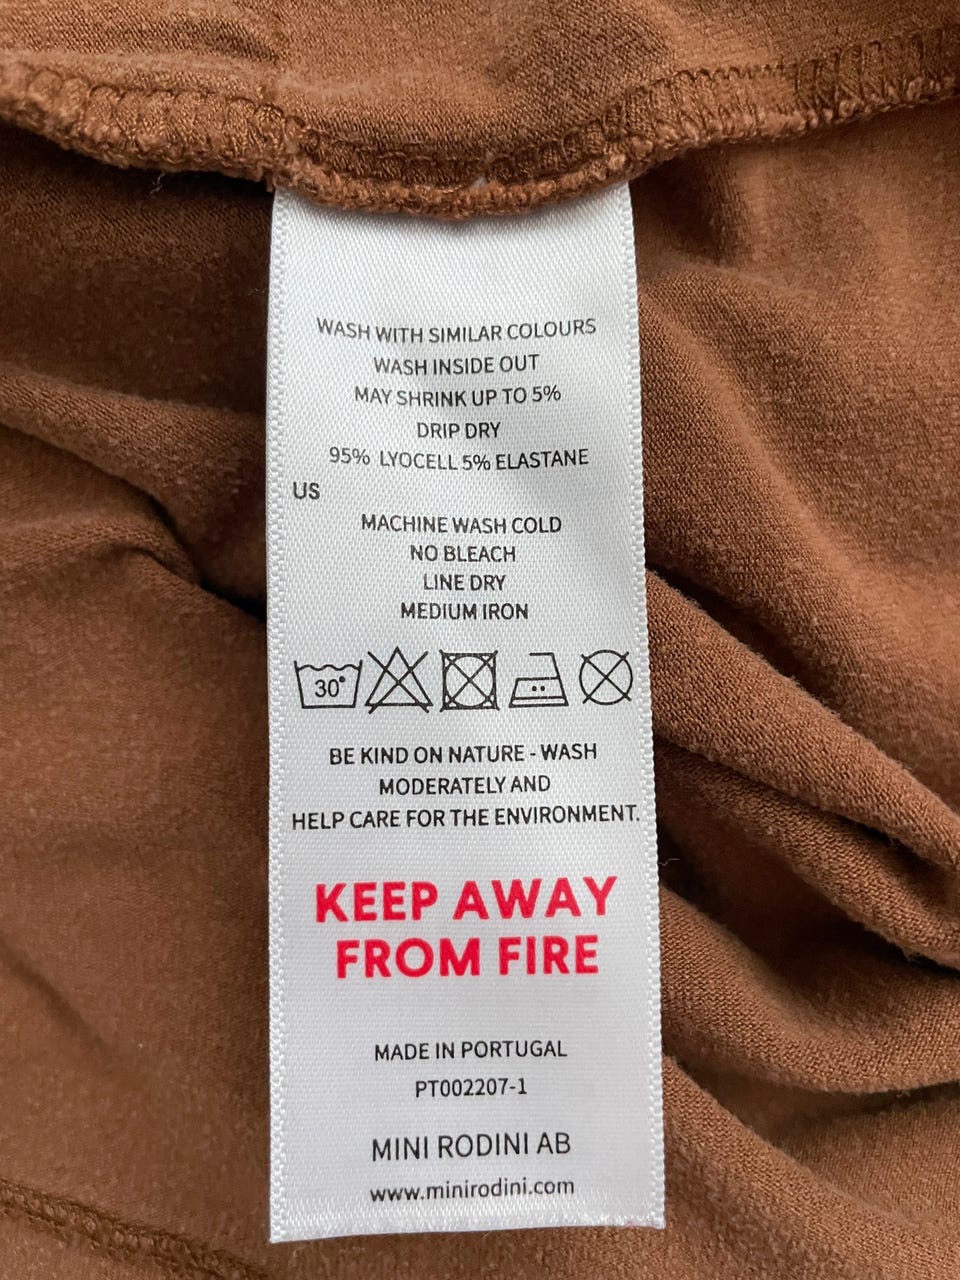 WASH WITH SIMILAR COLOURS
WASH INSIDE OUT
MAY SHRINK UP TO 5%
DRIP DRY
95% LYOCELL 5% ELASTANE
US
MACHINE WASH COLD
NO BLEACH
LINE DRY
MEDIUM IRON
30°
BE KIND ON NATURE - WASH
MODERATELY AND
HELP CARE FOR THE ENVIRONMENT.
KEEP AWAY
FROM FIRE
MADE IN PORTUGAL
PT002207-1
MINI RODINI AB
www.minirodini.com